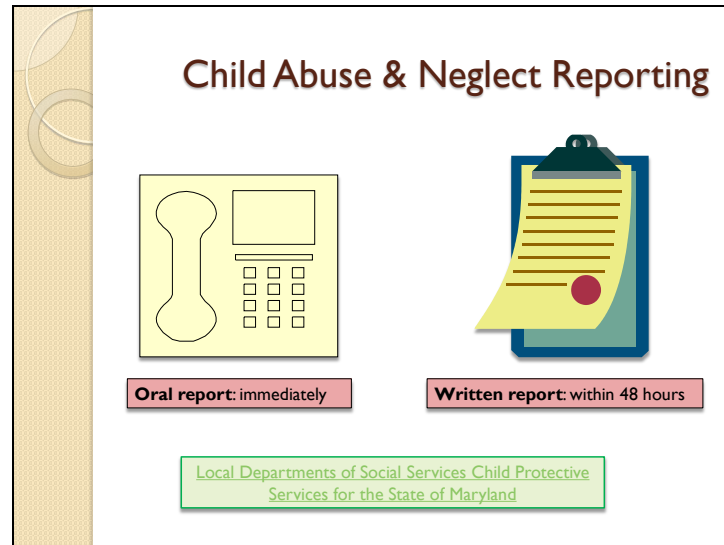 Child Abuse & Neglect Reporting
Oral report: immediately
Written report: within 48 hours
Local Departments of Social Services Child Protective
Services for the State of Maryland